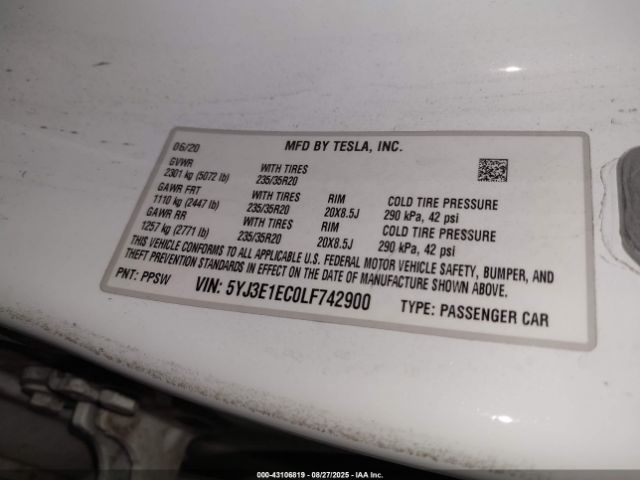 06/20 MFD BY TESLA, INC.
GVWR
2301 kg (5072 lb) WITH TIRES
235/35R20
GAWR FRT
1110 kg (2447 lb) WITH TIRES
235/35R20 RIM
20X8.5J COLD TIRE PRESSURE
290 kPa, 42 psi
GAWR RR
1257 kg (2771 lb) WITH TIRES
235/35R20 RIM
20X8.5J COLD TIRE PRESSURE
290 kPa, 42 psi
THIS VEHICLE CONFORMS TO ALL APPLICABLE U.S. FEDERAL MOTOR VEHICLE SAFETY, BUMPER, AND
THEFT PREVENTION STANDARDS IN EFFECT ON THE DATE OF MANUFACTURE SHOWN ABOVE.
PNT: PPSW VIN: 5YJ3E1EC0LF742900 TYPE: PASSENGER CAR
000-43106819 - 08/27/2025 - IAA Inc.